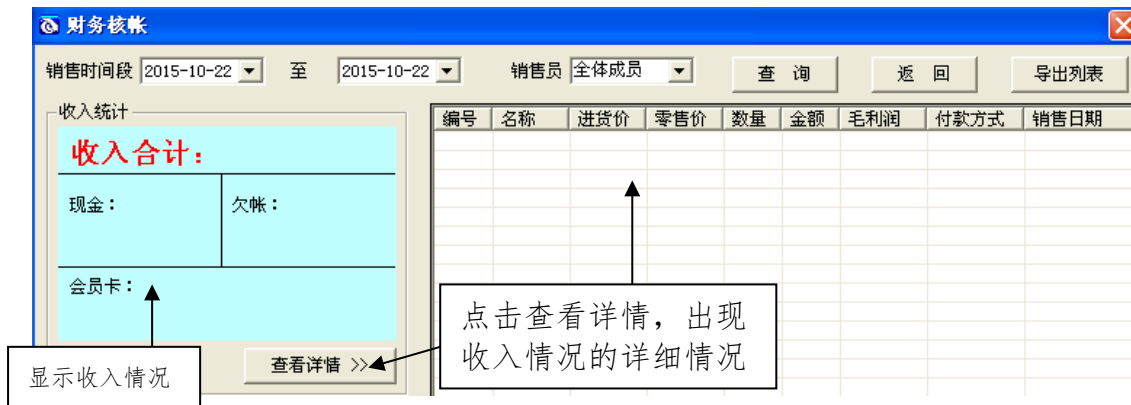 财务核帐
销售时间段 2015-10-22 至 2015-10-22 销售员 全体成员 查 询 返 回 导出列表
收入统计
编号 名称 进货价 零售价 数量 金额 毛利润 付款方式 销售日期
收入合计：
现金： 欠帐：
会员卡：
点击查看详情，出现
收入情况的详细情况
查看详情 >>
显示收入情况